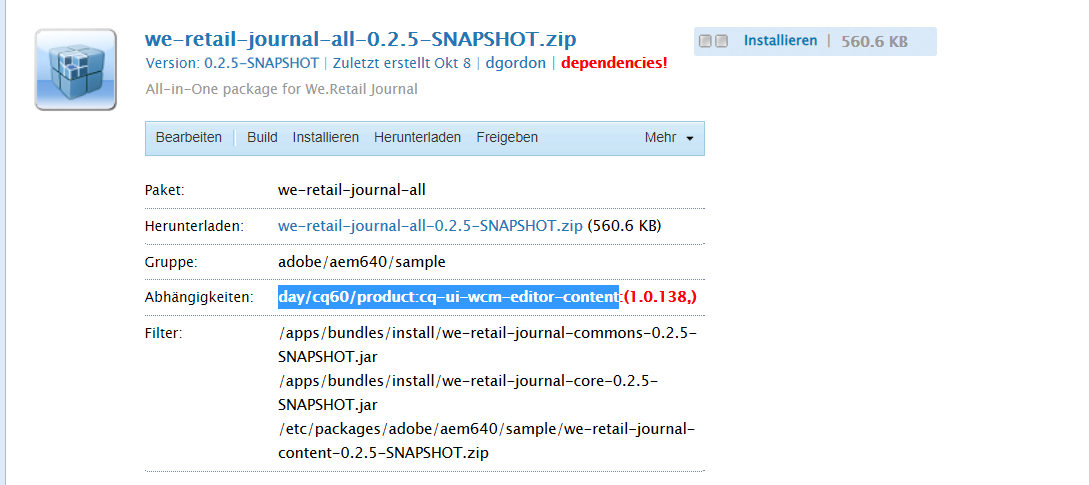 we-retail-journal-all-0.2.5-SNAPSHOT.zip
Installieren | 560.6 KB
Version: 0.2.5-SNAPSHOT | Zuletzt erstellt Okt 8 | dgordon | dependencies!
All-in-One package for We.Retail Journal
Bearbeiten | Build Installieren Herunterladen Freigeben Mehr
Paket: we-retail-journal-all
Herunterladen: we-retail-journal-all-0.2.5-SNAPSHOT.zip (560.6 KB)
Gruppe: adobe/aem640/sample
Abhängigkeiten: day/cq60/product:cq-ui-wcm-editor-content:(1.0.138,)
Filter: /apps/bundles/install/we-retail-journal-commons-0.2.5-
SNAPSHOT.jar
/apps/bundles/install/we-retail-journal-core-0.2.5-
SNAPSHOT.jar
/etc/packages/adobe/aem640/sample/we-retail-journal-
content-0.2.5-SNAPSHOT.zip